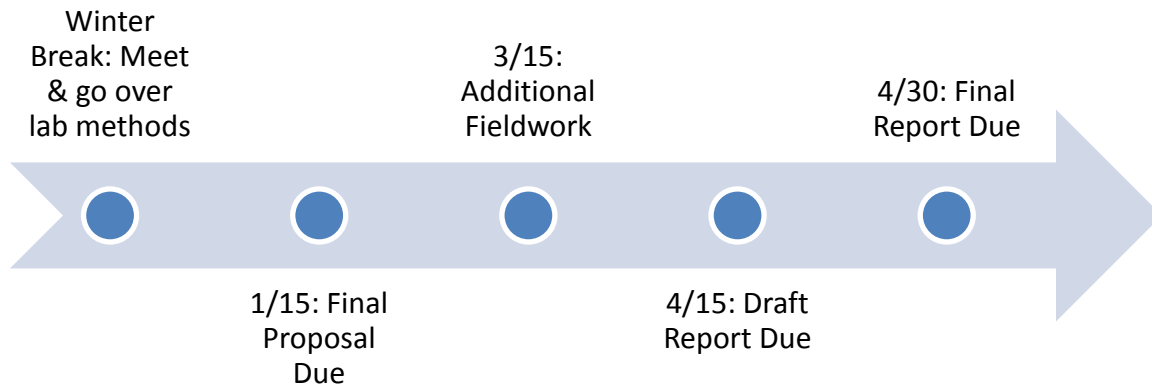 Winter
Break: Meet
& go over
lab methods
1/15: Final
Proposal
Due
3/15:
Additional
Fieldwork
4/15: Draft
Report Due
4/30: Final
Report Due